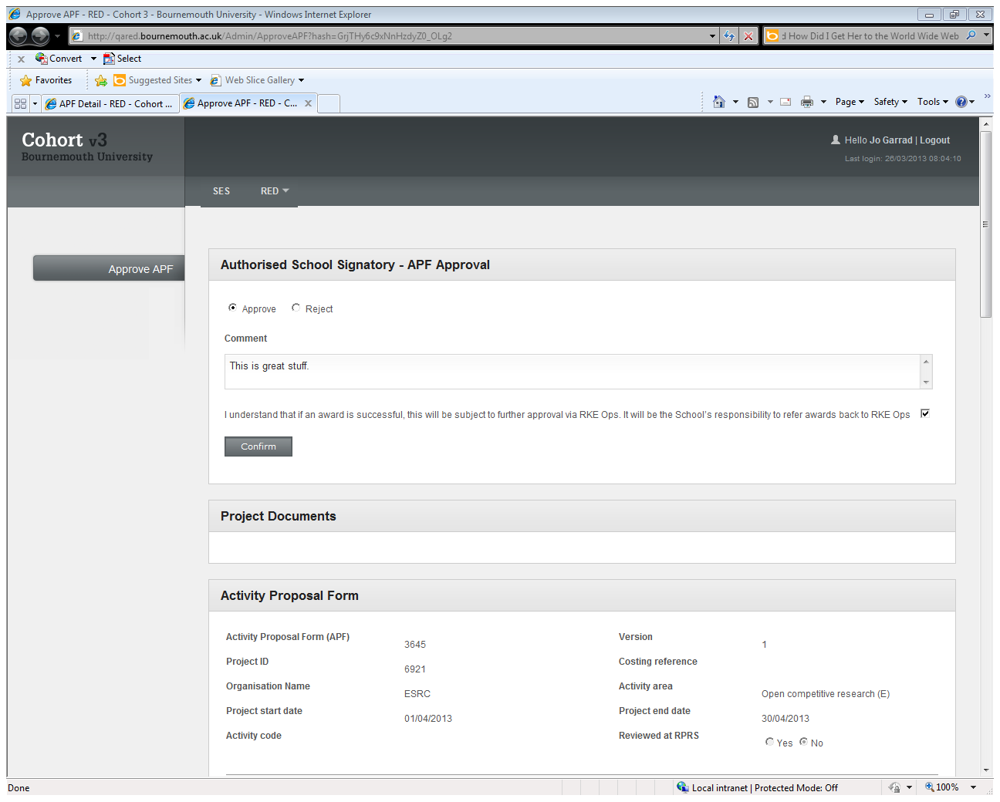 Approve APF - RED - Cohort 3 - Bournemouth University - Windows Internet Explorer
http://qared.bournemouth.ac.uk/Admin/ApproveAPF?hash=GrjTHy6c9xNnHzdyZ0_OLg2
How Did I Get Her to the World Wide Web
x Convert Select
Favorites Suggested Sites Web Slice Gallery
APF Detail - RED - Cohort ... Approve APF - RED - C... x Page Safety Tools
Cohort v3
Bournemouth University
Hello Jo Garrad | Logout
Last login: 26/03/2013 08:04:10
SES RED
Approve APF
Authorised School Signatory - APF Approval
Approve Reject
Comment
This is great stuff.
I understand that if an award is successful, this will be subject to further approval via RKE Ops. It will be the School's responsibility to refer awards back to RKE Ops
Confirm
Project Documents
Activity Proposal Form
Activity Proposal Form (APF) 3645 Version 1
Project ID 6921 Costing reference
Organisation Name ESRC Activity area Open competitive research (E)
Project start date 01/04/2013 Project end date 30/04/2013
Activity code Reviewed at RPRS Yes No
Done Local intranet | Protected Mode: Off 100%